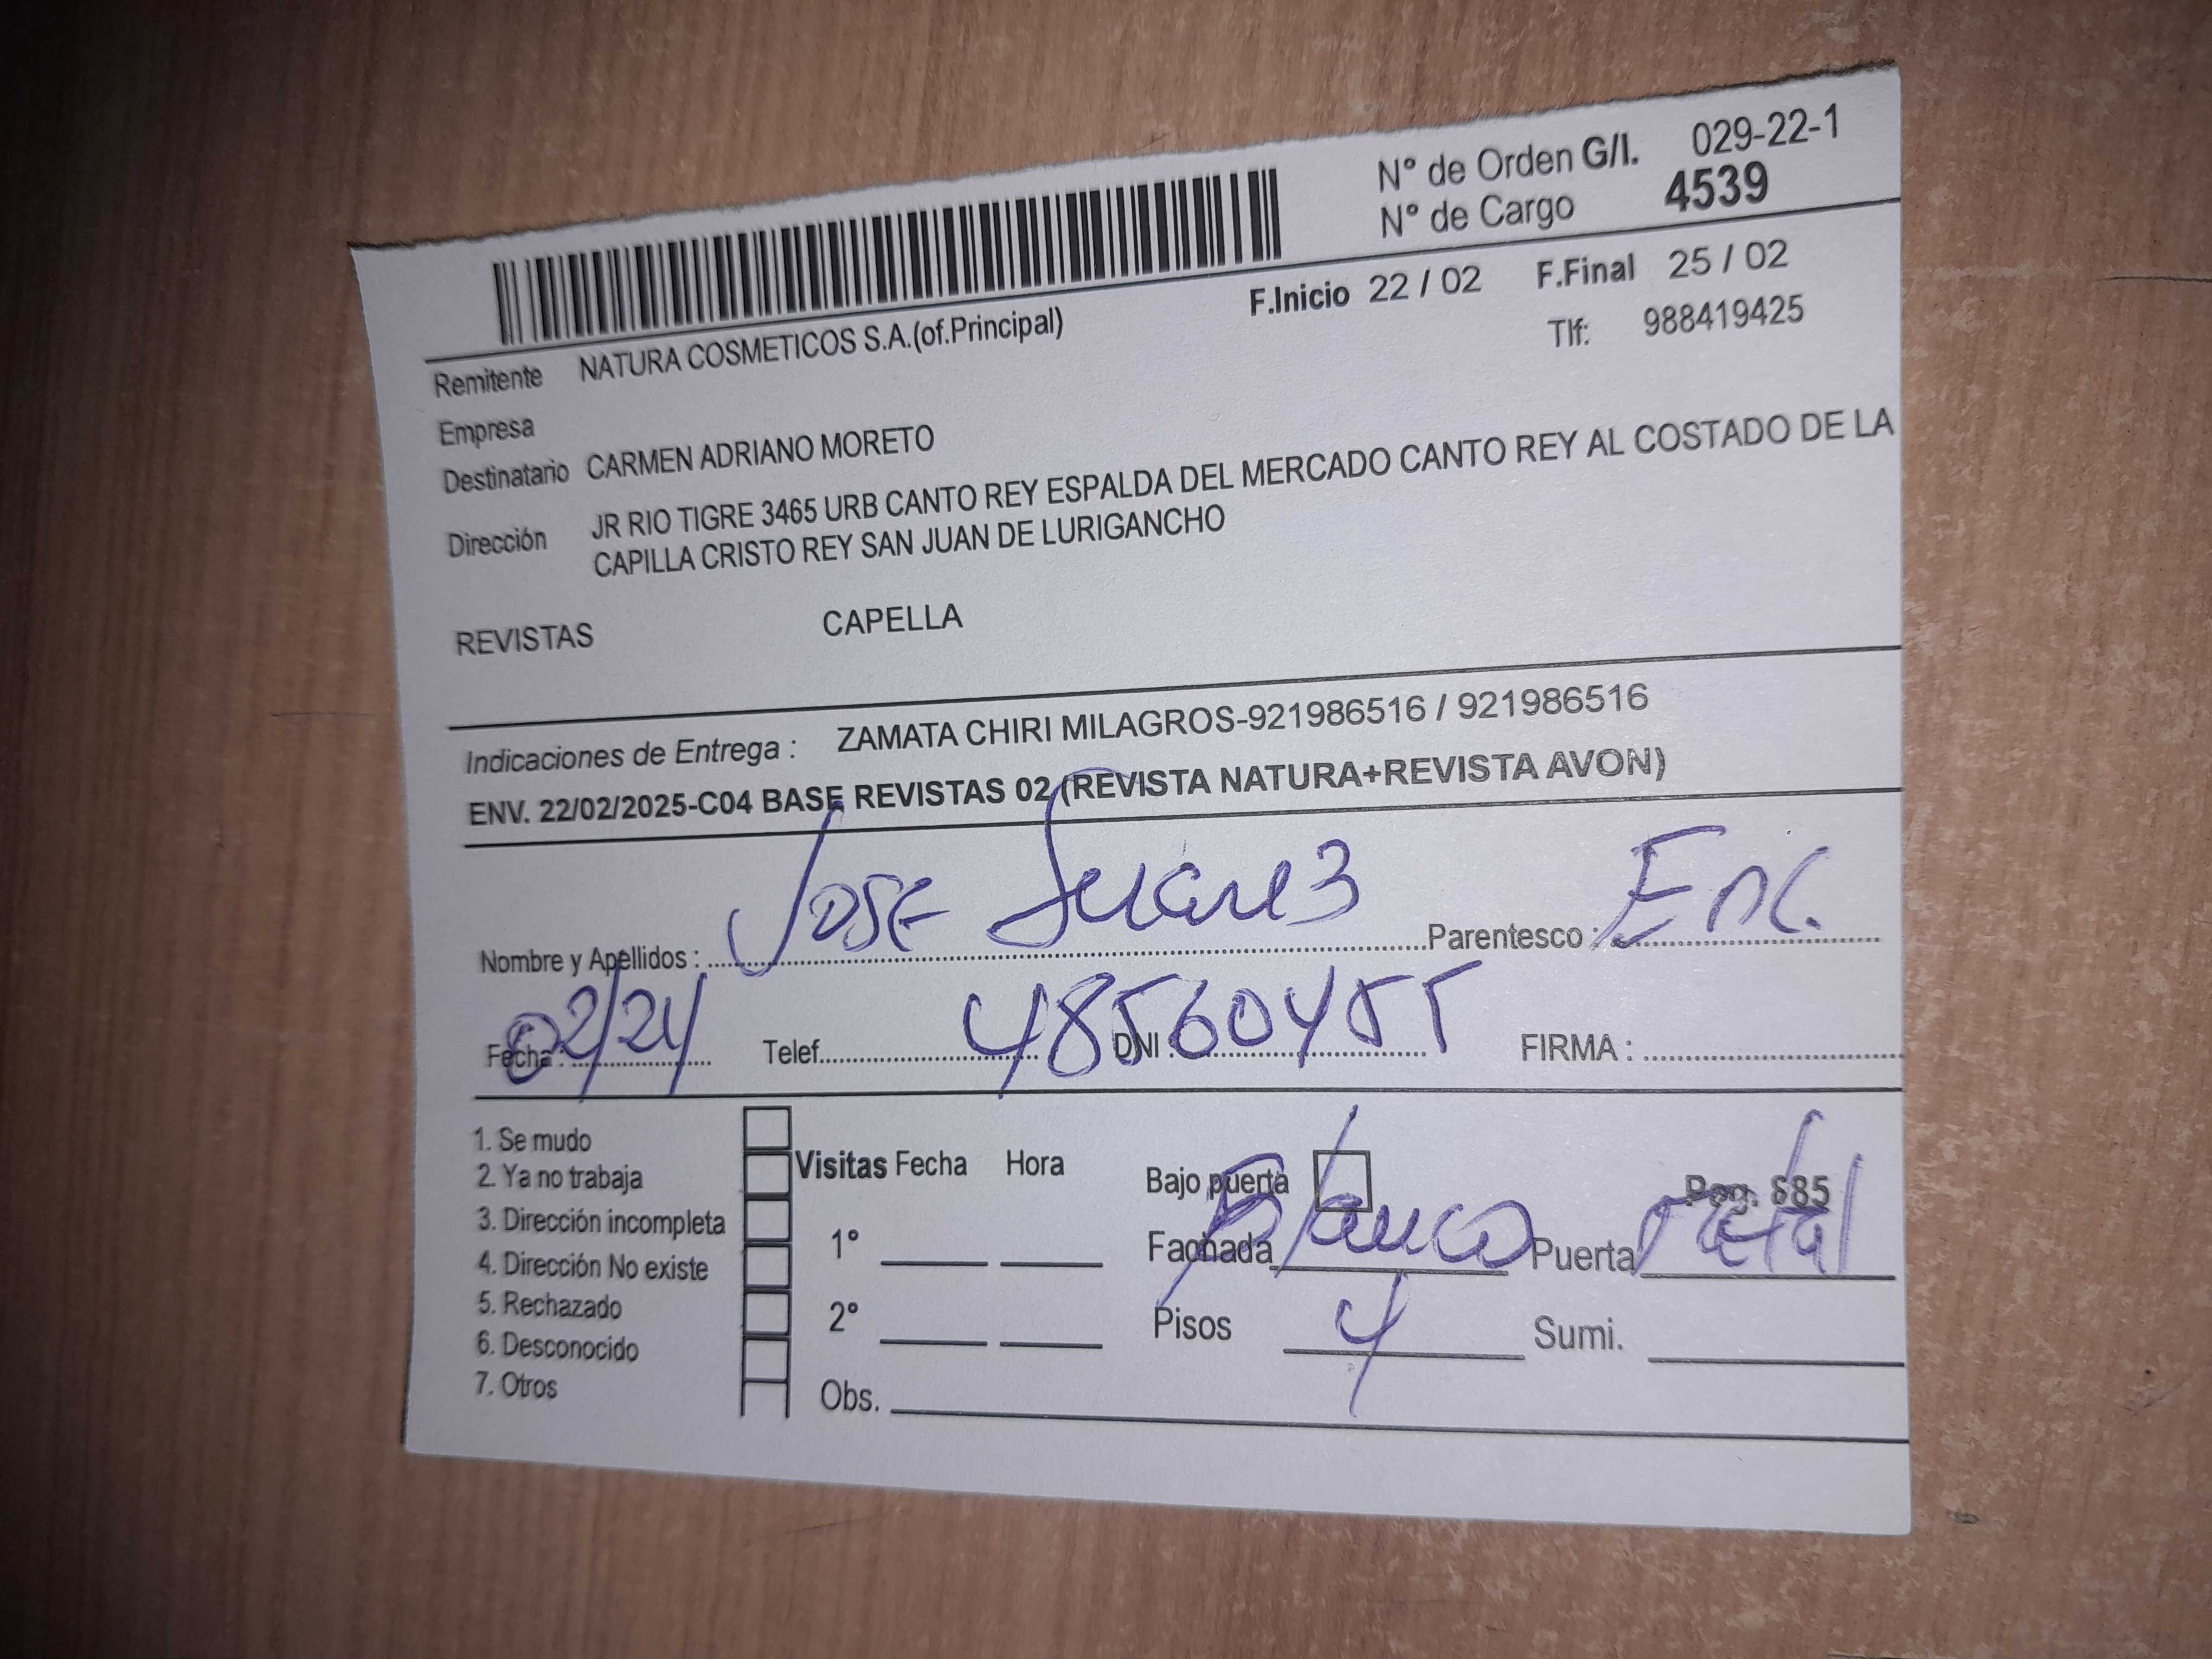 N° de Orden G/I. 029-22-1
N° de Cargo 4539
F.Inicio 22 / 02 F.Final 25 / 02
Remitente NATURA COSMETICOS S.A.(of.Principal) Tlf: 988419425
Empresa
Destinatario CARMEN ADRIANO MORETO
Dirección JR RIO TIGRE 3465 URB CANTO REY ESPALDA DEL MERCADO CANTO REY AL COSTADO DE LA
CAPILLA CRISTO REY SAN JUAN DE LURIGANCHO
REVISTAS CAPELLA
Indicaciones de Entrega : ZAMATA CHIRI MILAGROS-921986516 / 921986516
ENV. 22/02/2025-C04 BASE REVISTAS 02 (REVISTA NATURA+REVISTA AVON)
Nombre y Apellidos : Jose Suarez Parentesco : Enc.
Fecha : 02/24 Telef. DNI : 48560455 FIRMA :
1. Se mudo
2. Ya no trabaja Visitas Fecha Hora Bajo puerta Pag. 585
3. Dirección incompleta
4. Dirección No existe 1° Fachada Blanco Puerta metal
5. Rechazado 2° Pisos 4 Sumi.
6. Desconocido
7. Otros Obs.